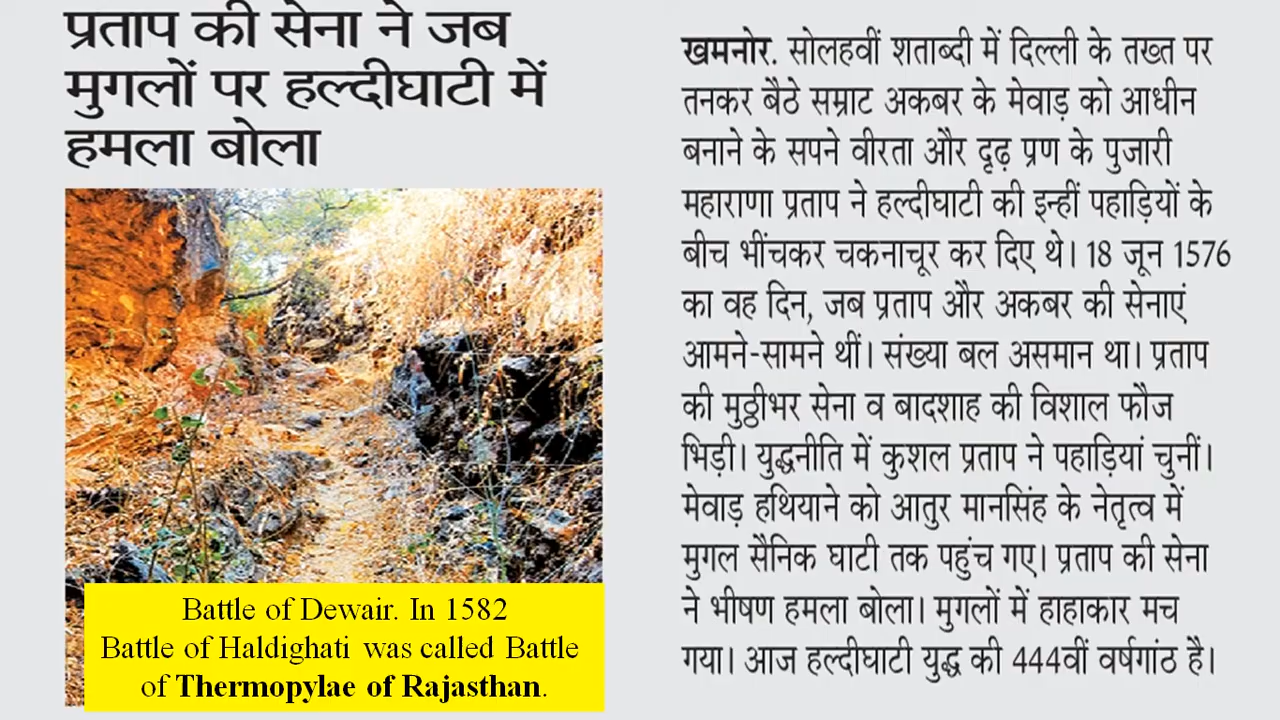 प्रताप की सेना ने जब
मुगलों पर हल्दीघाटी में
हमला बोला
Battle of Dewair. In 1582
Battle of Haldighati was called Battle
of Thermopylae of Rajasthan.
खमनोर. सोलहवीं शताब्दी में दिल्ली के तख्त पर
तनकर बैठे सम्राट अकबर के मेवाड़ को आधीन
बनाने के सपने वीरता और दृढ़ प्रण के पुजारी
महाराणा प्रताप ने हल्दीघाटी की इन्हीं पहाड़ियों के
बीच भींचकर चकनाचूर कर दिए थे। 18 जून 1576
का वह दिन, जब प्रताप और अकबर की सेनाएं
आमने-सामने थीं। संख्या बल असमान था। प्रताप
की मुठ्ठीभर सेना व बादशाह की विशाल फौज
भिड़ी। युद्धनीति में कुशल प्रताप ने पहाड़ियां चुनीं।
मेवाड़ हथियाने को आतुर मानसिंह के नेतृत्व में
मुगल सैनिक घाटी तक पहुंच गए। प्रताप की सेना
ने भीषण हमला बोला। मुगलों में हाहाकार मच
गया। आज हल्दीघाटी युद्ध की 444वीं वर्षगांठ है।